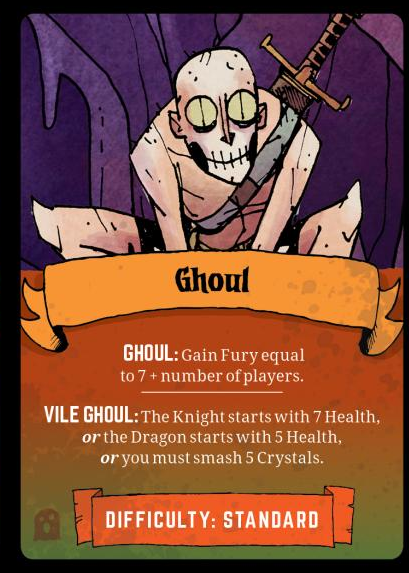 Ghoul
GHOUL: Gain Fury equal
to 7 + number of players.
VILE GHOUL: The Knight starts with 7 Health,
or the Dragon starts with 5 Health,
or you must smash 5 Crystals.
DIFFICULTY: STANDARD